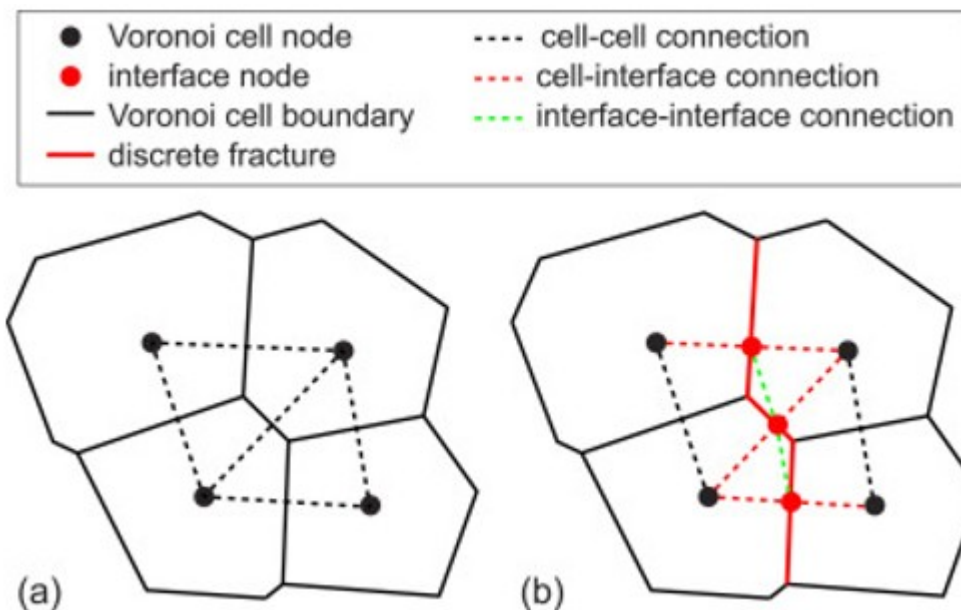 Voronoi cell node
interface node
Voronoi cell boundary
discrete fracture
cell-cell connection
cell-interface connection
interface-interface connection
(a)
(b)